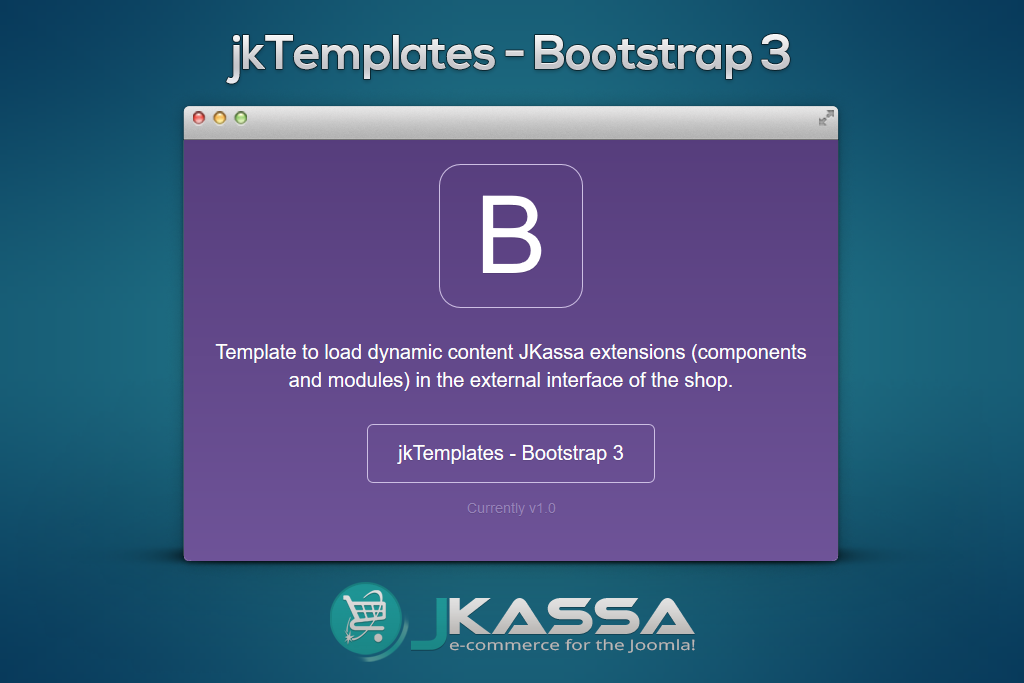 jkTemplates - Bootstrap 3
B
Template to load dynamic content JKassa extensions (components
and modules) in the external interface of the shop.
jkTemplates - Bootstrap 3
Currently v1.0
JKASSA
e-commerce for the Joomla!